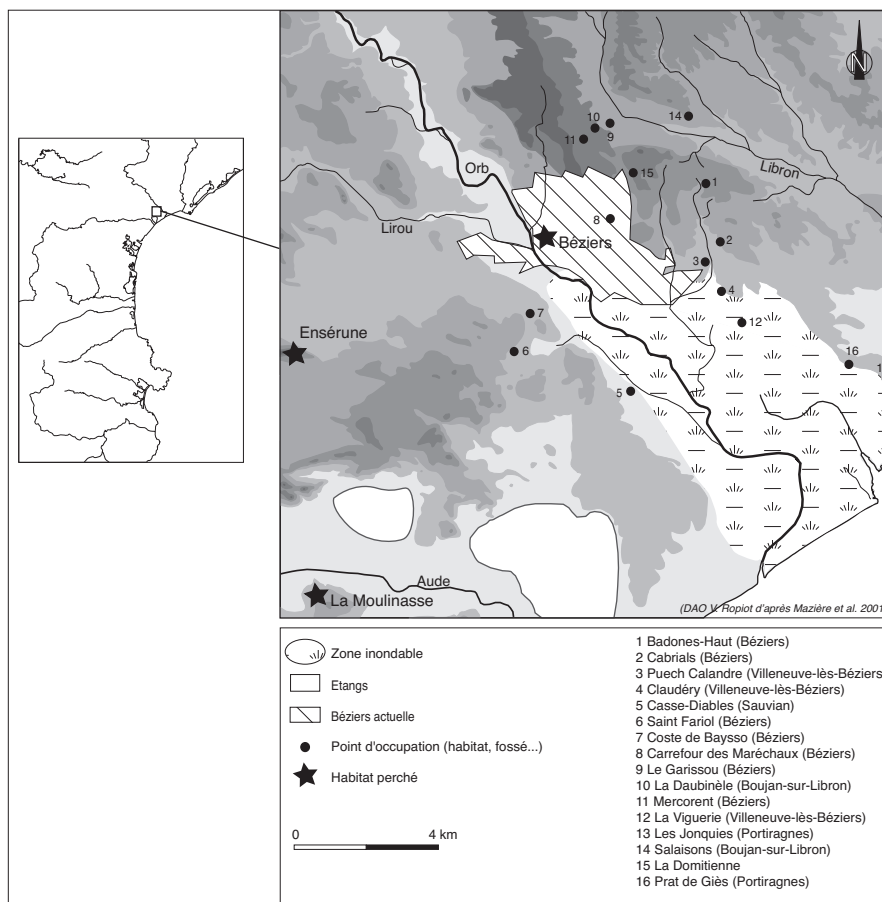 N
14
10
9
11
Orb
15
Libron
1
8
Lirou
Béziers
2
3
4
7
12
Ensérune
6
16
1
5
Aude
La Moulinasse
(DAO V. Ropiot d'après Mazière et al. 2001
Zone inondable
Etangs
Béziers actuelle
Point d'occupation (habitat, fossé...)
Habitat perché
0 4 km
1 Badones-Haut (Béziers)
2 Cabrials (Béziers)
3 Puech Calandre (Villeneuve-lès-Béziers
4 Claudéry (Villeneuve-lès-Béziers)
5 Casse-Diables (Sauvian)
6 Saint Fariol (Béziers)
7 Coste de Baysso (Béziers)
8 Carrefour des Maréchaux (Béziers)
9 Le Garissou (Béziers)
10 La Daubinèle (Boujan-sur-Libron)
11 Mercorent (Béziers)
12 La Viguerie (Villeneuve-lès-Béziers)
13 Les Jonquies (Portiragnes)
14 Salaisons (Boujan-sur-Libron)
15 La Domitienne
16 Prat de Giès (Portiragnes)